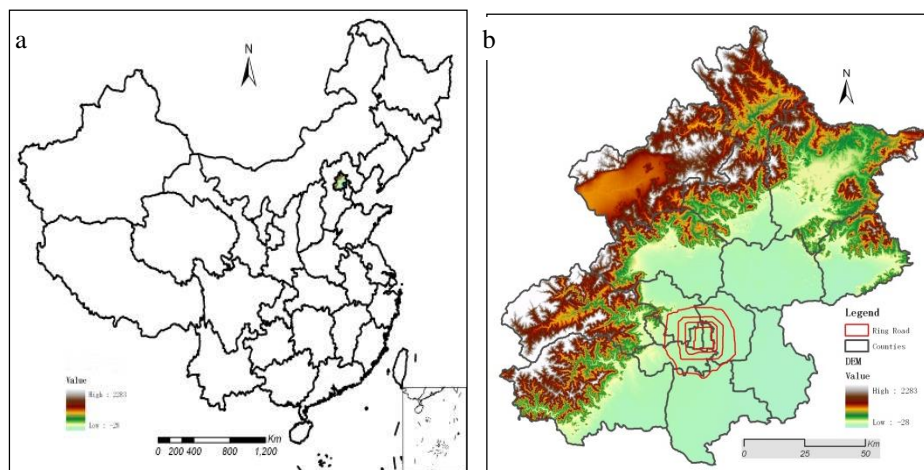 a
N
Value
High : 2283
Low : -28
0 200 400 800 1,200 Km
b
N
Legend
Ring Road
Counties
DEM
Value
High : 2283
Low : -28
0 25 50 Km